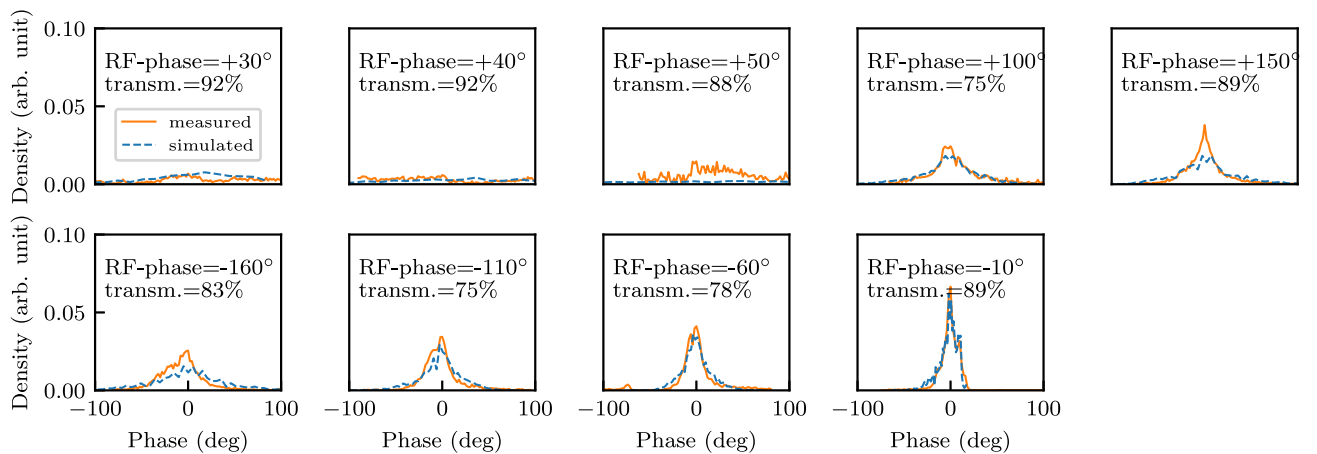 Density (arb. unit)
0.10
0.05
0.00
RF-phase=+30°
transm.=92%
measured
simulated
RF-phase=+40°
transm.=92%
RF-phase=+50°
transm.=88%
RF-phase=+100°
transm.=75%
RF-phase=+150°
transm.=89%
Density (arb. unit)
0.10
0.05
0.00
RF-phase=-160°
transm.=83%
RF-phase=-110°
transm.=75%
RF-phase=-60°
transm.=78%
RF-phase=-10°
transm.=89%
−100 0 100
−100 0 100
−100 0 100
−100 0 100
Phase (deg)
Phase (deg)
Phase (deg)
Phase (deg)